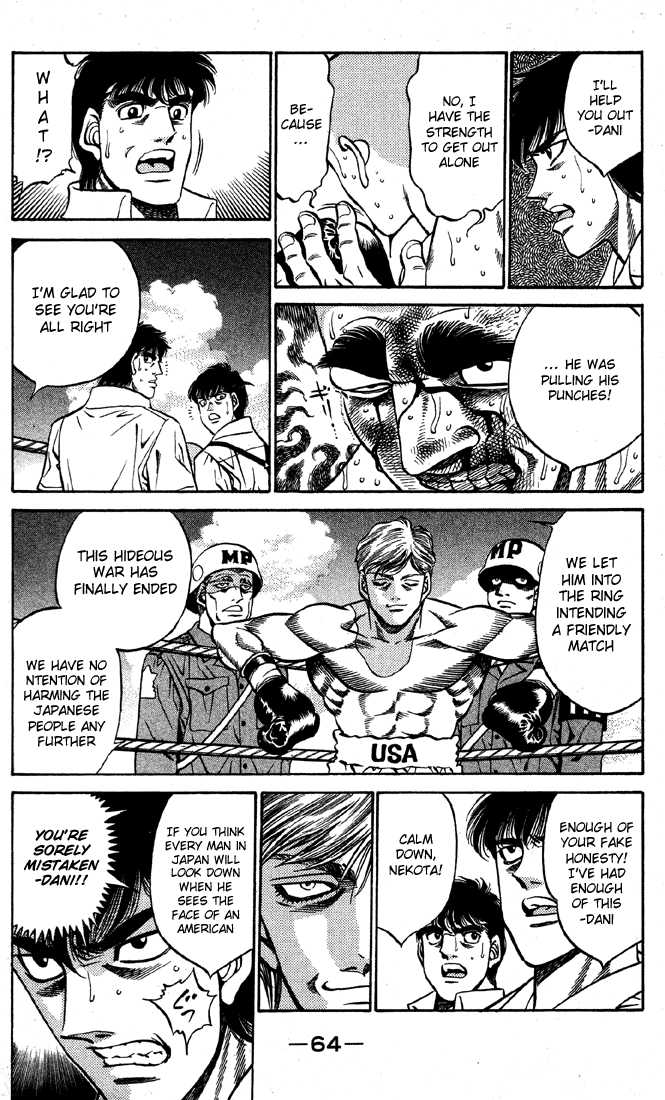 I'LL
HELP
YOU OUT
-DANI
NO, I
HAVE THE
STRENGTH
TO GET OUT
ALONE
BE-
CAUSE
...
WHAT!?
... HE WAS
PULLING HIS
PUNCHES!
I'M GLAD TO
SEE YOU'RE
ALL RIGHT
WE LET
HIM INTO
THE RING
INTENDING
A FRIENDLY
MATCH
MP
MP
THIS HIDEOUS
WAR HAS
FINALLY ENDED
WE HAVE NO
NTENTION OF
HARMING THE
JAPANESE
PEOPLE ANY
FURTHER
USA
ENOUGH OF
YOUR FAKE
HONESTY!
I'VE HAD
ENOUGH
OF THIS
-DANI
CALM
DOWN,
NEKOTA!
IF YOU THINK
EVERY MAN IN
JAPAN WILL
LOOK DOWN
WHEN HE
SEES THE
FACE OF AN
AMERICAN
YOU'RE
SORELY
MISTAKEN
-DANI!!
—64—